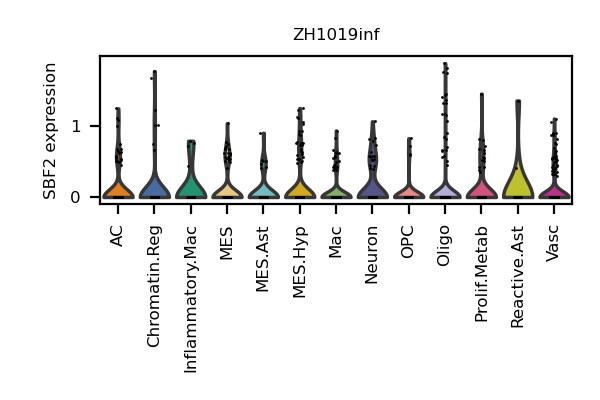 ZH1019inf
SBF2 expression
1
0
AC
Chromatin.Reg
Inflammatory.Mac
MES
MES.Ast
MES.Hyp
Mac
Neuron
OPC
Oligo
Prolif.Metab
Reactive.Ast
Vasc